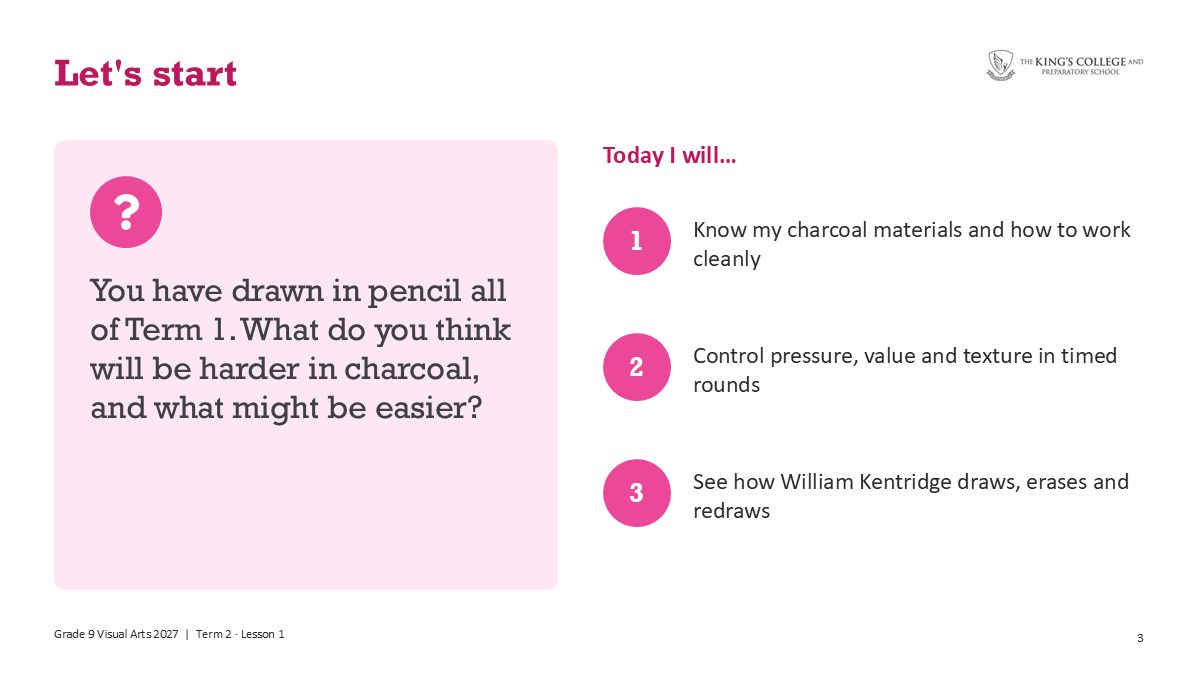 Let's start
THE KING'S COLLEGE AND
PREPARATORY SCHOOL
?
You have drawn in pencil all
of Term 1. What do you think
will be harder in charcoal,
and what might be easier?
Today I will...
1
Know my charcoal materials and how to work
cleanly
2
Control pressure, value and texture in timed
rounds
3
See how William Kentridge draws, erases and
redraws
Grade 9 Visual Arts 2027 | Term 2 · Lesson 1
3